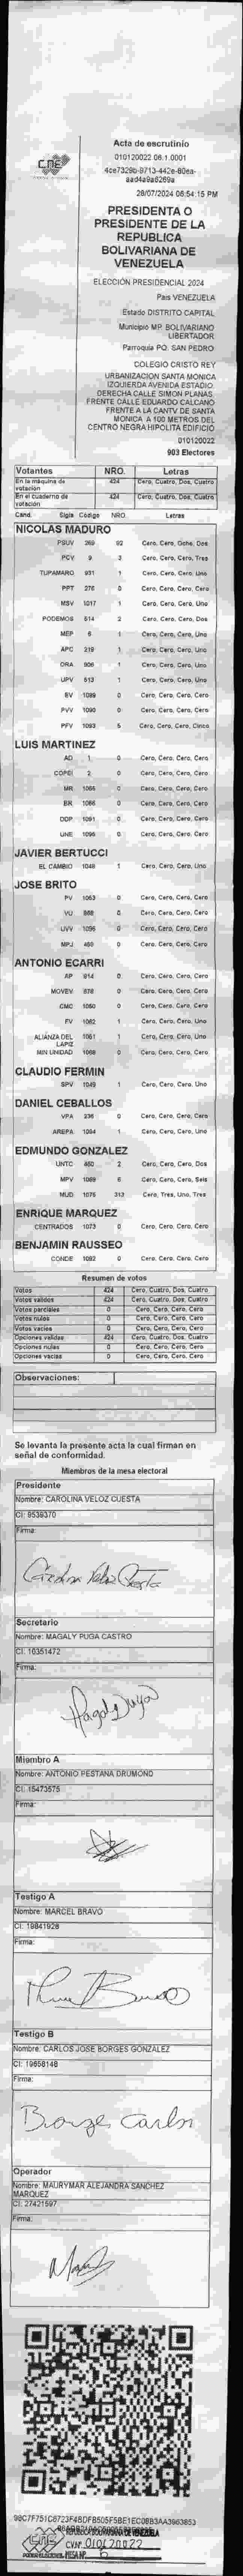 CNE
Acta de escrutinio
010120022.06.1.0001
28/07/2024 06:54:15 PM
PRESIDENTA O
PRESIDENTE DE LA
REPUBLICA
BOLIVARIANA DE
VENEZUELA
ELECCIÓN PRESIDENCIAL 2024
Pais VENEZUELA
Estado DISTRITO CAPITAL
Municipio MP. BOLIVARIANO
LIBERTADOR
Parroquia PQ. SAN PEDRO
COLEGIO CRISTO REY
URBANIZACION SANTA MONICA
IZQUIERDA AVENIDA ESTADIO.
DERECHA CALLE SIMON PLANAS.
FRENTE CALLE EDUARDO CALCANO
FRENTE A LA CANTV DE SANTA
MONICA A 100 METROS DEL
CENTRO NEGRA HIPOLITA EDIFICIO
010120022
903 Electores
Votantes NRO. Letras
En la máquina de votación 424 Cero, Cuatro, Dos, Cuatro
En el cuaderno de votación 424 Cero, Cuatro, Dos, Cuatro
Cand. Sigla Código NRO. Letras
NICOLAS MADURO
PSUV 269 82 Cero, Cero, Ocho, Dos
PCV 9 3 Cero, Cero, Cero, Tres
TUPAMARO 931 1 Cero, Cero, Cero, Uno
PPT 276 0 Cero, Cero, Cero, Cero
MSV 1017 1 Cero, Cero, Cero, Uno
PODEMOS 514 2 Cero, Cero, Cero, Dos
MEP 6 1 Cero, Cero, Cero, Uno
APC 219 1 Cero, Cero, Cero, Uno
ORA 906 1 Cero, Cero, Cero, Uno
UPV 513 1 Cero, Cero, Cero, Uno
EV 1089 0 Cero, Cero, Cero, Cero
PVV 1090 0 Cero, Cero, Cero, Cero
PFV 1093 5 Cero, Cero, Cero, Cinco
LUIS MARTINEZ
AD 1 0 Cero, Cero, Cero, Cero
COPEI 2 0 Cero, Cero, Cero, Cero
MR 1065 0 Cero, Cero, Cero, Cero
BR 1066 0 Cero, Cero, Cero, Cero
DDP 1091 0 Cero, Cero, Cero, Cero
UNE 1096 0 Cero, Cero, Cero, Cero
JAVIER BERTUCCI
EL CAMBIO 1048 1 Cero, Cero, Cero, Uno
JOSE BRITO
PV 1053 0 Cero, Cero, Cero, Cero
VU 868 0 Cero, Cero, Cero, Cero
UVV 1095 0 Cero, Cero, Cero, Cero
MPJ 460 0 Cero, Cero, Cero, Cero
ANTONIO ECARRI
AP 914 0 Cero, Cero, Cero, Cero
MOVEV 878 0 Cero, Cero, Cero, Cero
CMC 1060 0 Cero, Cero, Cero, Cero
FV 1062 1 Cero, Cero, Cero, Uno
ALIANZA DEL LAPIZ 1061 1 Cero, Cero, Cero, Uno
MIN UNIDAD 1068 0 Cero, Cero, Cero, Cero
CLAUDIO FERMIN
SPV 1049 1 Cero, Cero, Cero, Uno
DANIEL CEBALLOS
VPA 236 0 Cero, Cero, Cero, Cero
AREPA 1094 1 Cero, Cero, Cero, Uno
EDMUNDO GONZALEZ
UNTC 860 2 Cero, Cero, Cero, Dos
MPV 1089 6 Cero, Cero, Cero, Seis
MUD 1075 313 Cero, Tres, Uno, Tres
ENRIQUE MARQUEZ
CENTRADOS 1073 0 Cero, Cero, Cero, Cero
BENJAMIN RAUSSEO
CONDE 1092 0 Cero, Cero, Cero, Cero
Resumen de votos
Votos 424 Cero, Cuatro, Dos, Cuatro
Votos validos 424 Cero, Cuatro, Dos, Cuatro
Votos parciales 0 Cero, Cero, Cero, Cero
Votos nulos 0 Cero, Cero, Cero, Cero
Votos vacíos 0 Cero, Cero, Cero, Cero
Opciones validas 424 Cero, Cuatro, Dos, Cuatro
Opciones nulas 0 Cero, Cero, Cero, Cero
Opciones vacias 0 Cero, Cero, Cero, Cero
Observaciones:
Se levanta la presente acta la cual firman en
señal de conformidad.
Miembros de la mesa electoral
Presidente
Nombre: CAROLINA VELOZ CUESTA
CI: 9539370
Firma:
Secretario
Nombre: MAGALY PUGA CASTRO
CI: 10351472
Firma:
Miembro A
Nombre: ANTONIO PESTANA DRUMOND
CI: 15473575
Firma:
Testigo A
Nombre: MARCEL BRAVO
CI: 19841928
Firma:
Testigo B
Nombre: CARLOS JOSE BORGES GONZALEZ
CI: 19658148
Firma:
Borges Carlos
Operador
Nombre: MAURYMAR ALEJANDRA SANCHEZ
MARQUEZ
CI: 27421597
Firma:
REPUBLICA BOLIVARIANA DE VENEZUELA
CNE CV Nº 010120022
MESA Nº 6